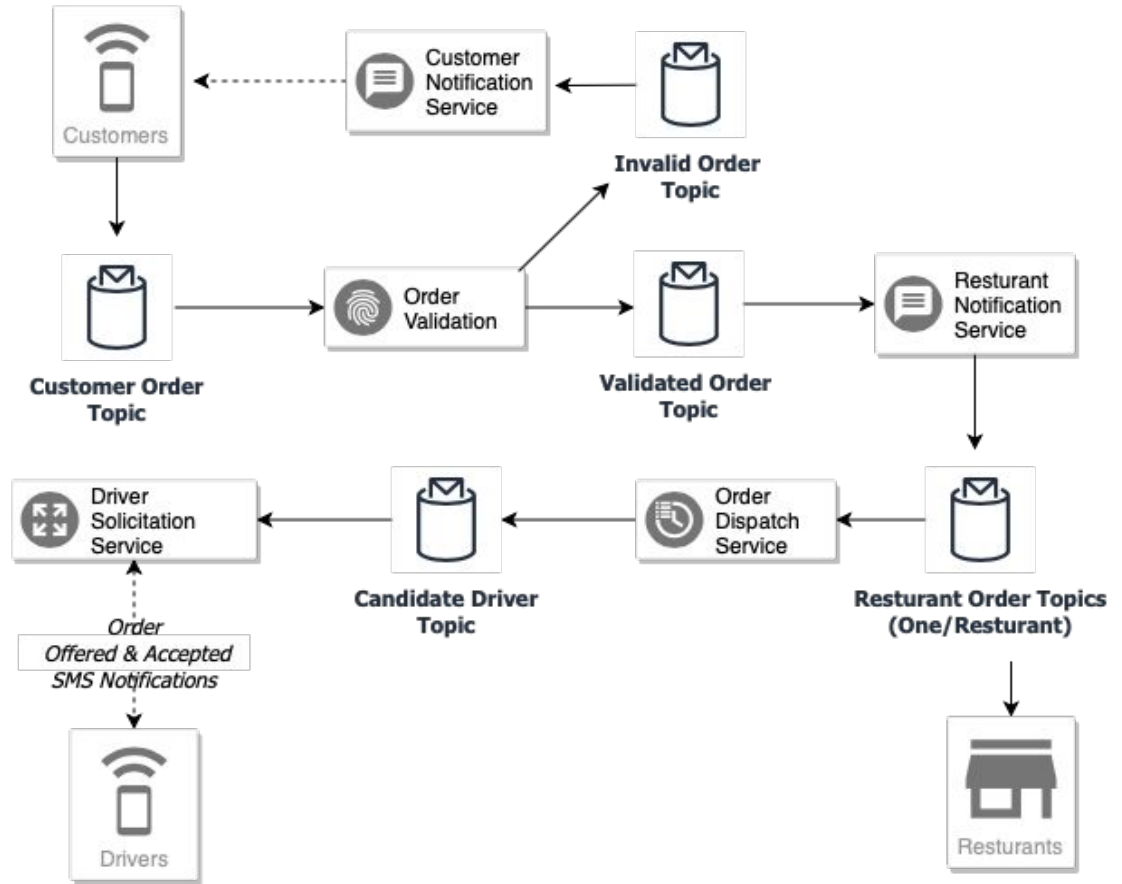 Customers
Customer
Notification
Service
Invalid Order
Topic
Customer Order
Topic
Order
Validation
Validated Order
Topic
Resturant
Notification
Service
Driver
Solicitation
Service
Candidate Driver
Topic
Order
Dispatch
Service
Resturant Order Topics
(One/Resturant)
Order
Offered & Accepted
SMS Notifications
Drivers
Resturants